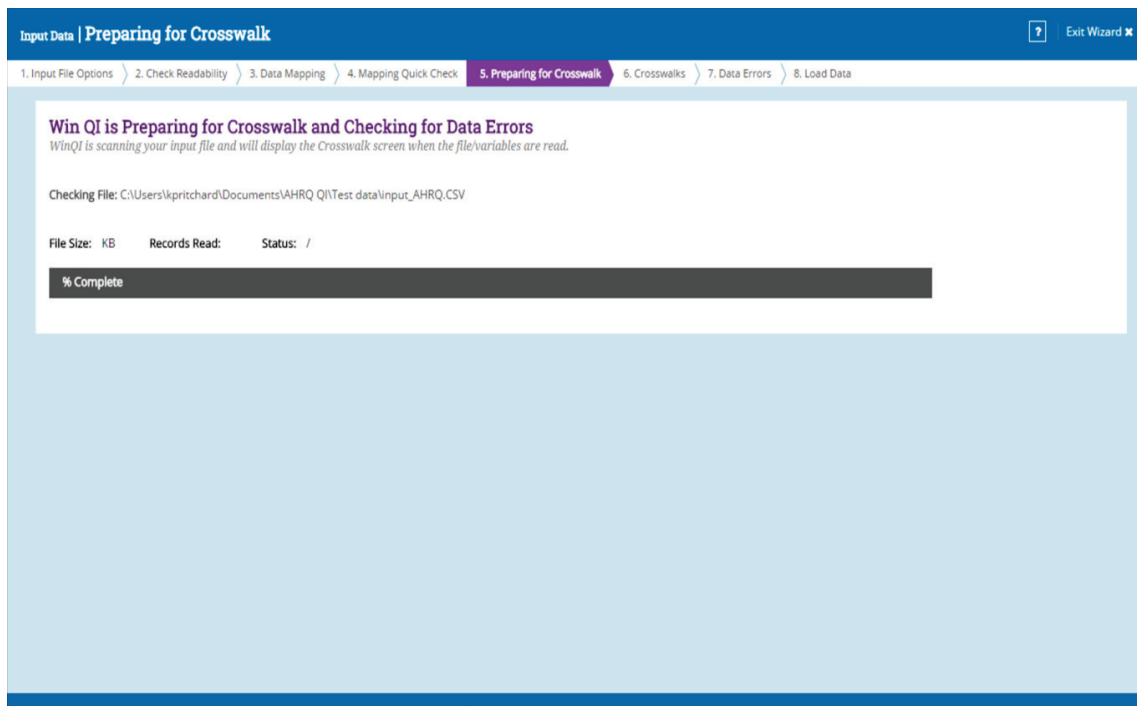 Input Data | Preparing for Crosswalk
? Exit Wizard ✖
1. Input File Options 2. Check Readability 3. Data Mapping 4. Mapping Quick Check 5. Preparing for Crosswalk 6. Crosswalks 7. Data Errors 8. Load Data
Win QI is Preparing for Crosswalk and Checking for Data Errors
WinQI is scanning your input file and will display the Crosswalk screen when the file/variables are read.
Checking File: C:\Users\kpritchard\Documents\AHRQ QI\Test data\input_AHRQ.CSV
File Size: KB Records Read: Status: /
% Complete